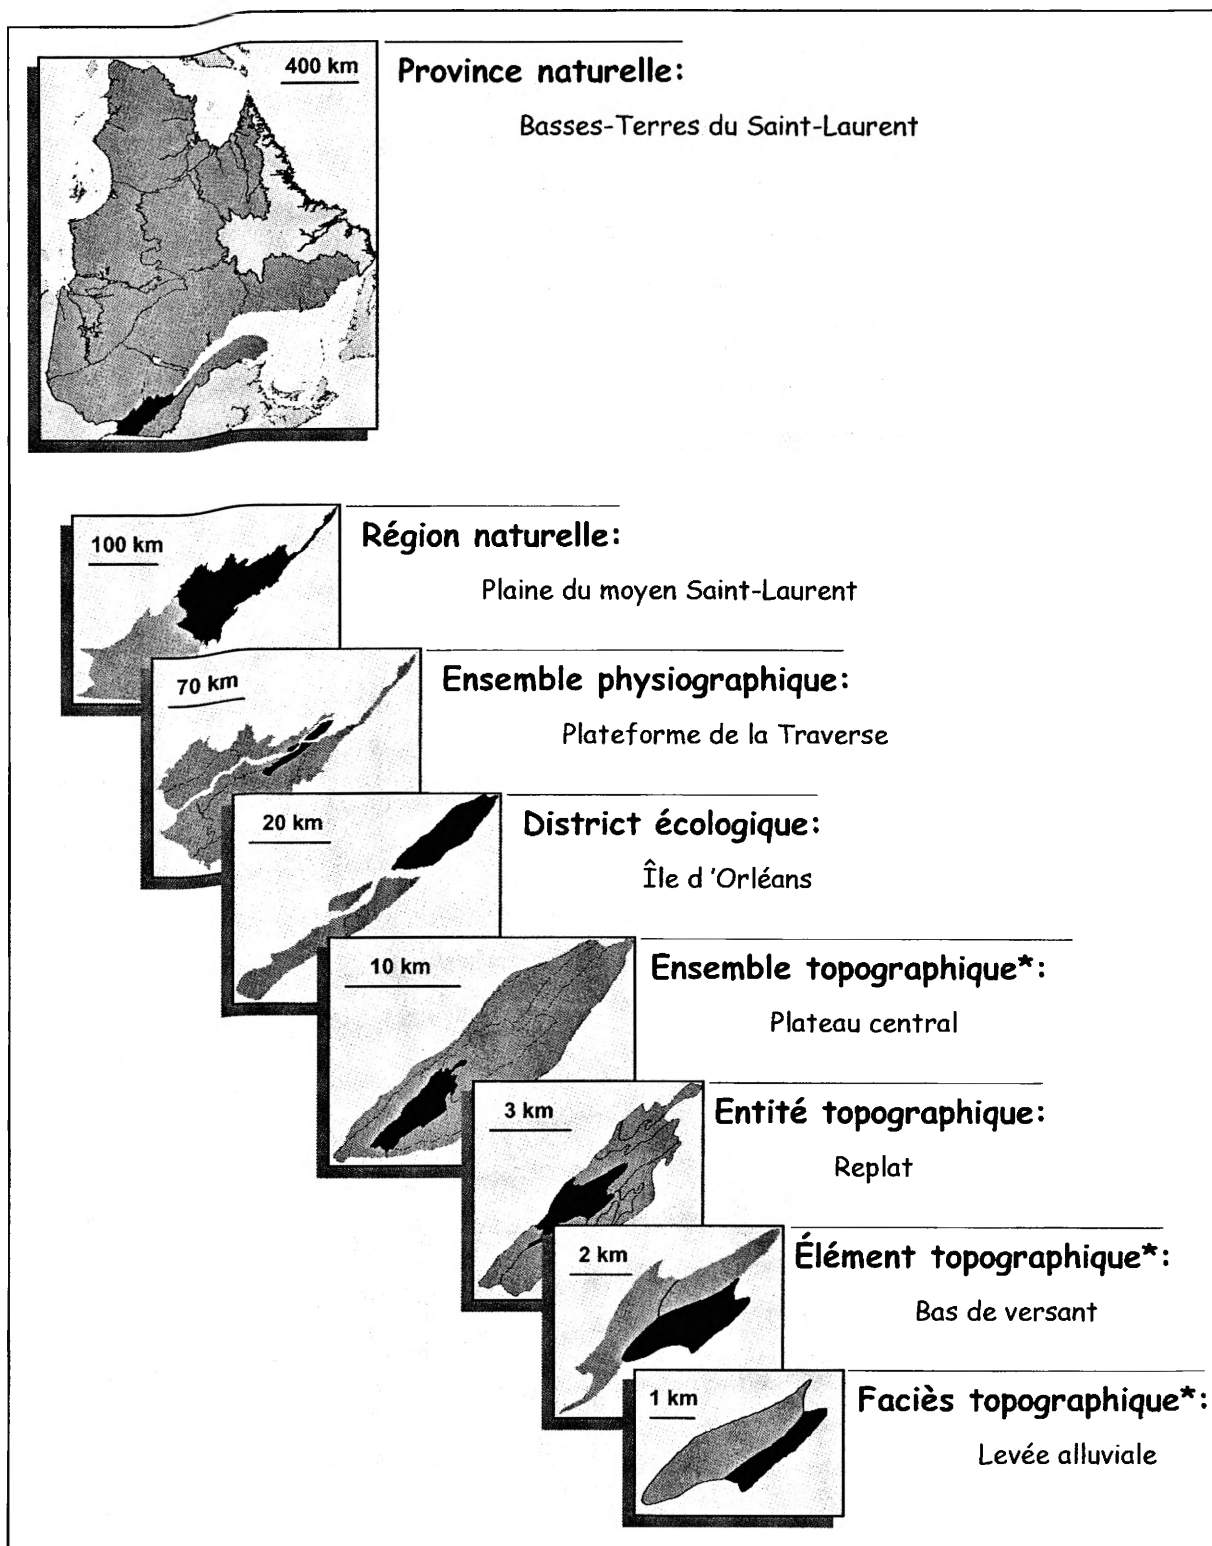 400 km
Province naturelle:
Basses-Terres du Saint-Laurent
100 km
Région naturelle:
Plaine du moyen Saint-Laurent
70 km
Ensemble physiographique:
Plateforme de la Traverse
20 km
District écologique:
Île d 'Orléans
10 km
Ensemble topographique*:
Plateau central
3 km
Entité topographique:
Replat
2 km
Élément topographique*:
Bas de versant
1 km
Faciès topographique*:
Levée alluviale